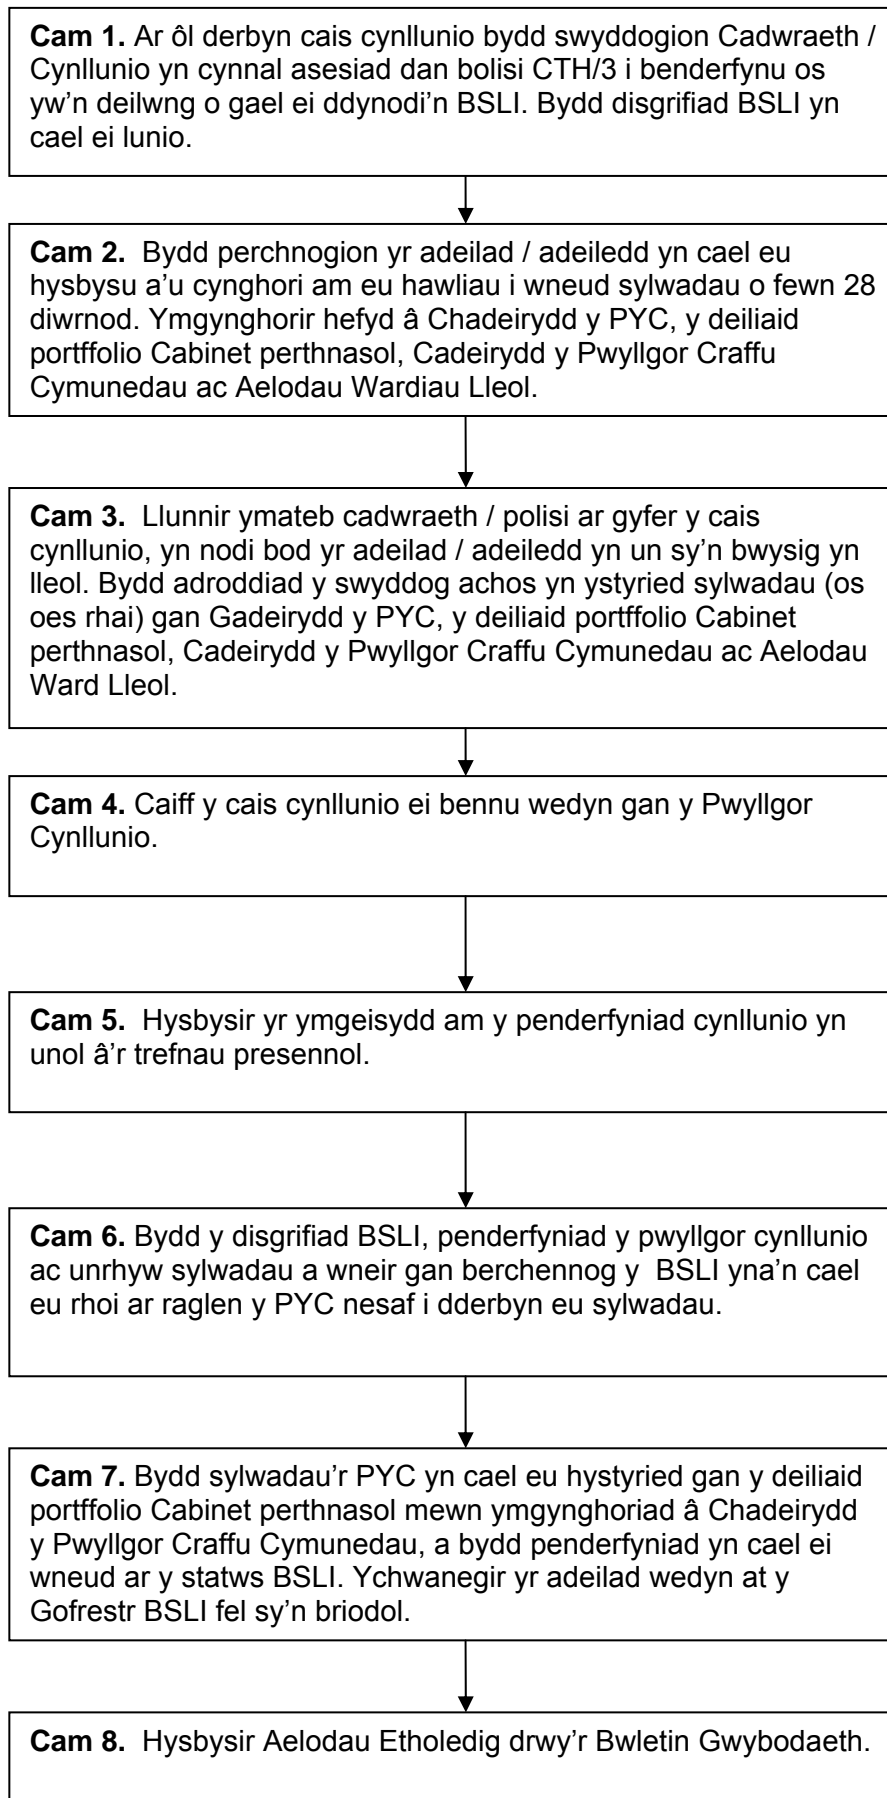 Cam 1. Ar ôl derbyn cais cynllunio bydd swyddogion Cadwraeth /
Cynllunio yn cynnal asesiad dan bolisi CTH/3 i benderfynu os
yw’n deilwng o gael ei ddynodi’n BSLI. Bydd disgrifiad BSLI yn
cael ei lunio.
Cam 2. Bydd perchnogion yr adeilad / adeiledd yn cael eu
hysbysu a’u cynghori am eu hawliau i wneud sylwadau o fewn 28
diwrnod. Ymgynghorir hefyd â Chadeirydd y PYC, y deiliaid
portffolio Cabinet perthnasol, Cadeirydd y Pwyllgor Craffu
Cymunedau ac Aelodau Wardiau Lleol.
Cam 3. Llunnir ymateb cadwraeth / polisi ar gyfer y cais
cynllunio, yn nodi bod yr adeilad / adeiledd yn un sy’n bwysig yn
lleol. Bydd adroddiad y swyddog achos yn ystyried sylwadau (os
oes rhai) gan Gadeirydd y PYC, y deiliaid portffolio Cabinet
perthnasol, Cadeirydd y Pwyllgor Craffu Cymunedau ac Aelodau
Ward Lleol.
Cam 4. Caiff y cais cynllunio ei bennu wedyn gan y Pwyllgor
Cynllunio.
Cam 5. Hysbysir yr ymgeisydd am y penderfyniad cynllunio yn
unol â’r trefnau presennol.
Cam 6. Bydd y disgrifiad BSLI, penderfyniad y pwyllgor cynllunio
ac unrhyw sylwadau a wneir gan berchennog y BSLI yna’n cael
eu rhoi ar raglen y PYC nesaf i dderbyn eu sylwadau.
Cam 7. Bydd sylwadau’r PYC yn cael eu hystyried gan y deiliaid
portffolio Cabinet perthnasol mewn ymgynghoriad â Chadeirydd
y Pwyllgor Craffu Cymunedau, a bydd penderfyniad yn cael ei
wneud ar y statws BSLI. Ychwanegir yr adeilad wedyn at y
Gofrestr BSLI fel sy’n briodol.
Cam 8. Hysbysir Aelodau Etholedig drwy’r Bwletin Gwybodaeth.